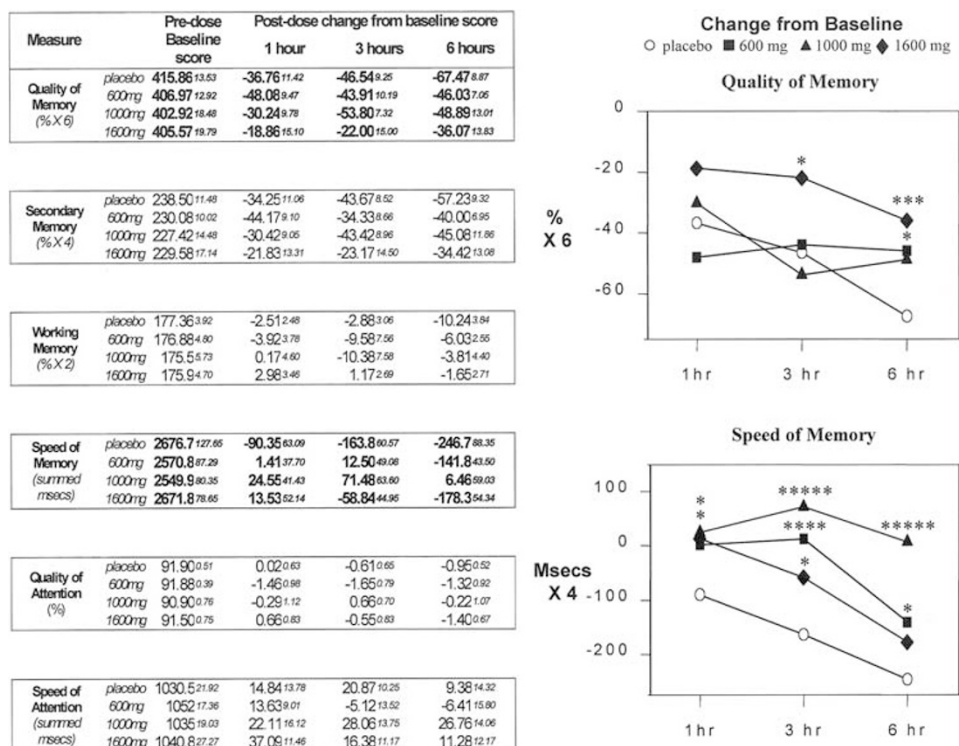 Measure Pre-dose Baseline score Post-dose change from baseline score
1 hour 3 hours 6 hours
Quality of Memory (% X 6)
placebo 415.86 13.53 -36.76 11.42 -46.54 9.25 -67.47 8.87
600mg 406.97 12.92 -48.08 9.47 -43.91 10.19 -46.03 7.05
1000mg 402.92 18.48 -30.24 9.78 -53.80 7.32 -48.89 13.01
1600mg 405.57 19.79 -18.86 15.10 -22.00 15.00 -36.07 13.83
Secondary Memory (% X 4)
placebo 238.50 11.48 -34.25 11.06 -43.67 8.52 -57.23 9.32
600mg 230.08 10.02 -44.17 9.10 -34.33 8.66 -40.00 6.95
1000mg 227.42 14.48 -30.42 9.05 -43.42 8.96 -45.08 11.86
1600mg 229.58 17.14 -21.83 13.31 -23.17 14.50 -34.42 13.08
Working Memory (% X 2)
placebo 177.36 3.92 -2.51 2.48 -2.88 3.06 -10.24 3.84
600mg 176.88 4.80 -3.92 3.78 -9.58 7.56 -6.03 2.55
1000mg 175.5 5.73 0.17 4.60 -10.38 7.58 -3.81 4.40
1600mg 175.9 4.70 2.98 3.46 1.17 2.69 -1.65 2.71
Speed of Memory (summed msecs)
placebo 2676.7 127.65 -90.35 63.09 -163.8 60.57 -246.7 88.35
600mg 2570.8 87.29 1.41 37.70 12.50 49.08 -141.8 43.50
1000mg 2549.9 80.35 24.55 41.43 71.48 63.60 6.46 59.03
1600mg 2671.8 78.65 13.53 52.14 -58.84 44.95 -178.3 54.34
Quality of Attention (%)
placebo 91.90 0.51 0.02 0.63 -0.61 0.65 -0.95 0.52
600mg 91.88 0.39 -1.46 0.98 -1.65 0.79 -1.32 0.92
1000mg 90.90 0.76 -0.29 1.12 0.66 0.70 -0.22 1.07
1600mg 91.50 0.75 0.66 0.83 -0.55 0.83 -1.40 0.67
Speed of Attention (summed msecs)
placebo 1030.5 21.92 14.84 13.78 20.87 10.25 9.38 14.32
600mg 1052 17.36 13.63 9.01 -5.12 13.52 -6.41 15.80
1000mg 1035 19.03 22.11 16.12 28.06 13.75 26.76 14.06
1600mg 1040.8 27.27 37.09 11.46 16.38 11.17 11.28 12.17
Change from Baseline
placebo 600 mg 1000 mg 1600 mg
Quality of Memory
0
-20
*
***
-40
*
-60
% X 6
1 hr 3 hr 6 hr
Speed of Memory
100
* ***** *****
* ****
0
*
-100
*
-200
Msecs X 4
1 hr 3 hr 6 hr